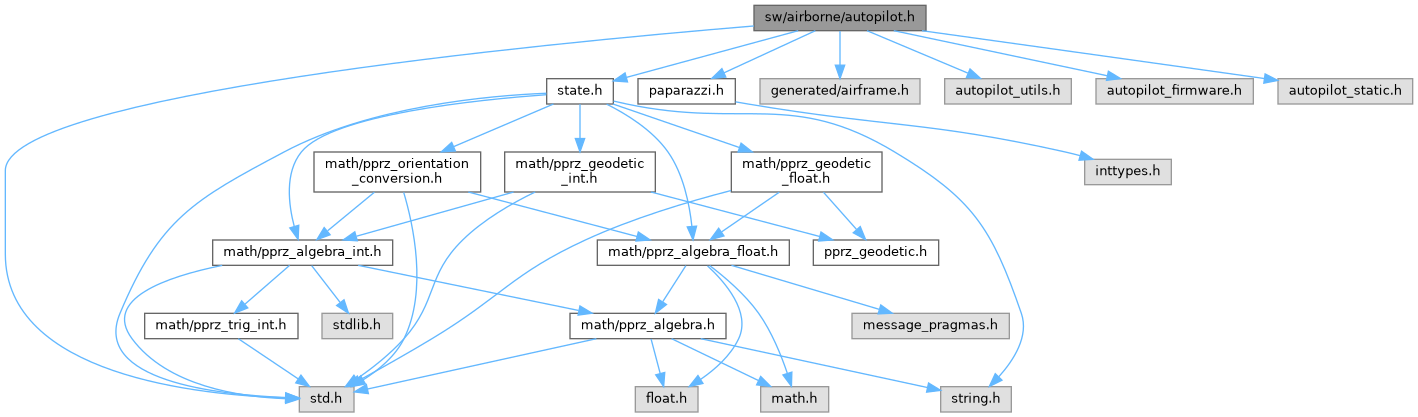 sw/airborne/autopilot.h
state.h
paparazzi.h
generated/airframe.h
autopilot_utils.h
autopilot_firmware.h
autopilot_static.h
math/pprz_orientation
_conversion.h
math/pprz_geodetic
_int.h
math/pprz_geodetic
_float.h
inttypes.h
math/pprz_algebra_int.h
math/pprz_algebra_float.h
pprz_geodetic.h
math/pprz_trig_int.h
stdlib.h
math/pprz_algebra.h
message_pragmas.h
std.h
float.h
math.h
string.h